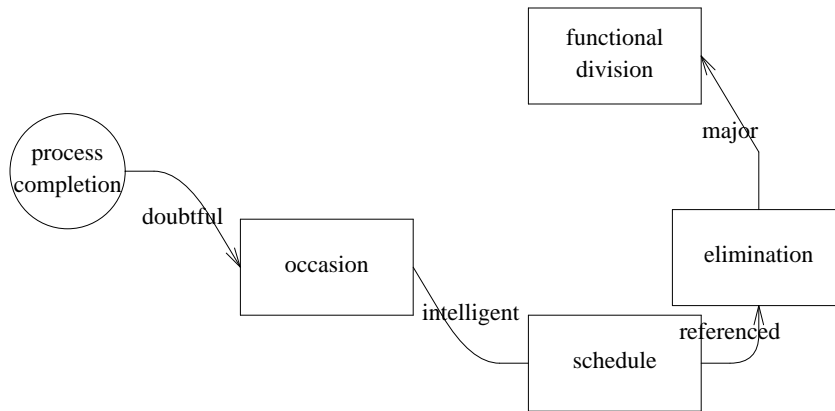 functional
division
major
process
completion
doubtful
elimination
occasion
intelligent
referenced
schedule